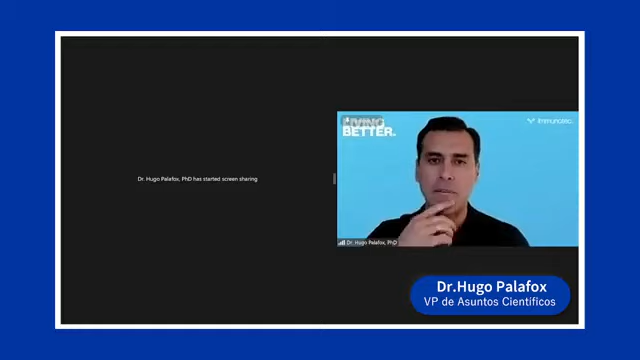 LIVING
BETTER.
immunotec.
Dr. Hugo Palafox, PhD has started screen sharing
Dr. Hugo Palafox, PhD
Dr.Hugo Palafox
VP de Asuntos Científicos